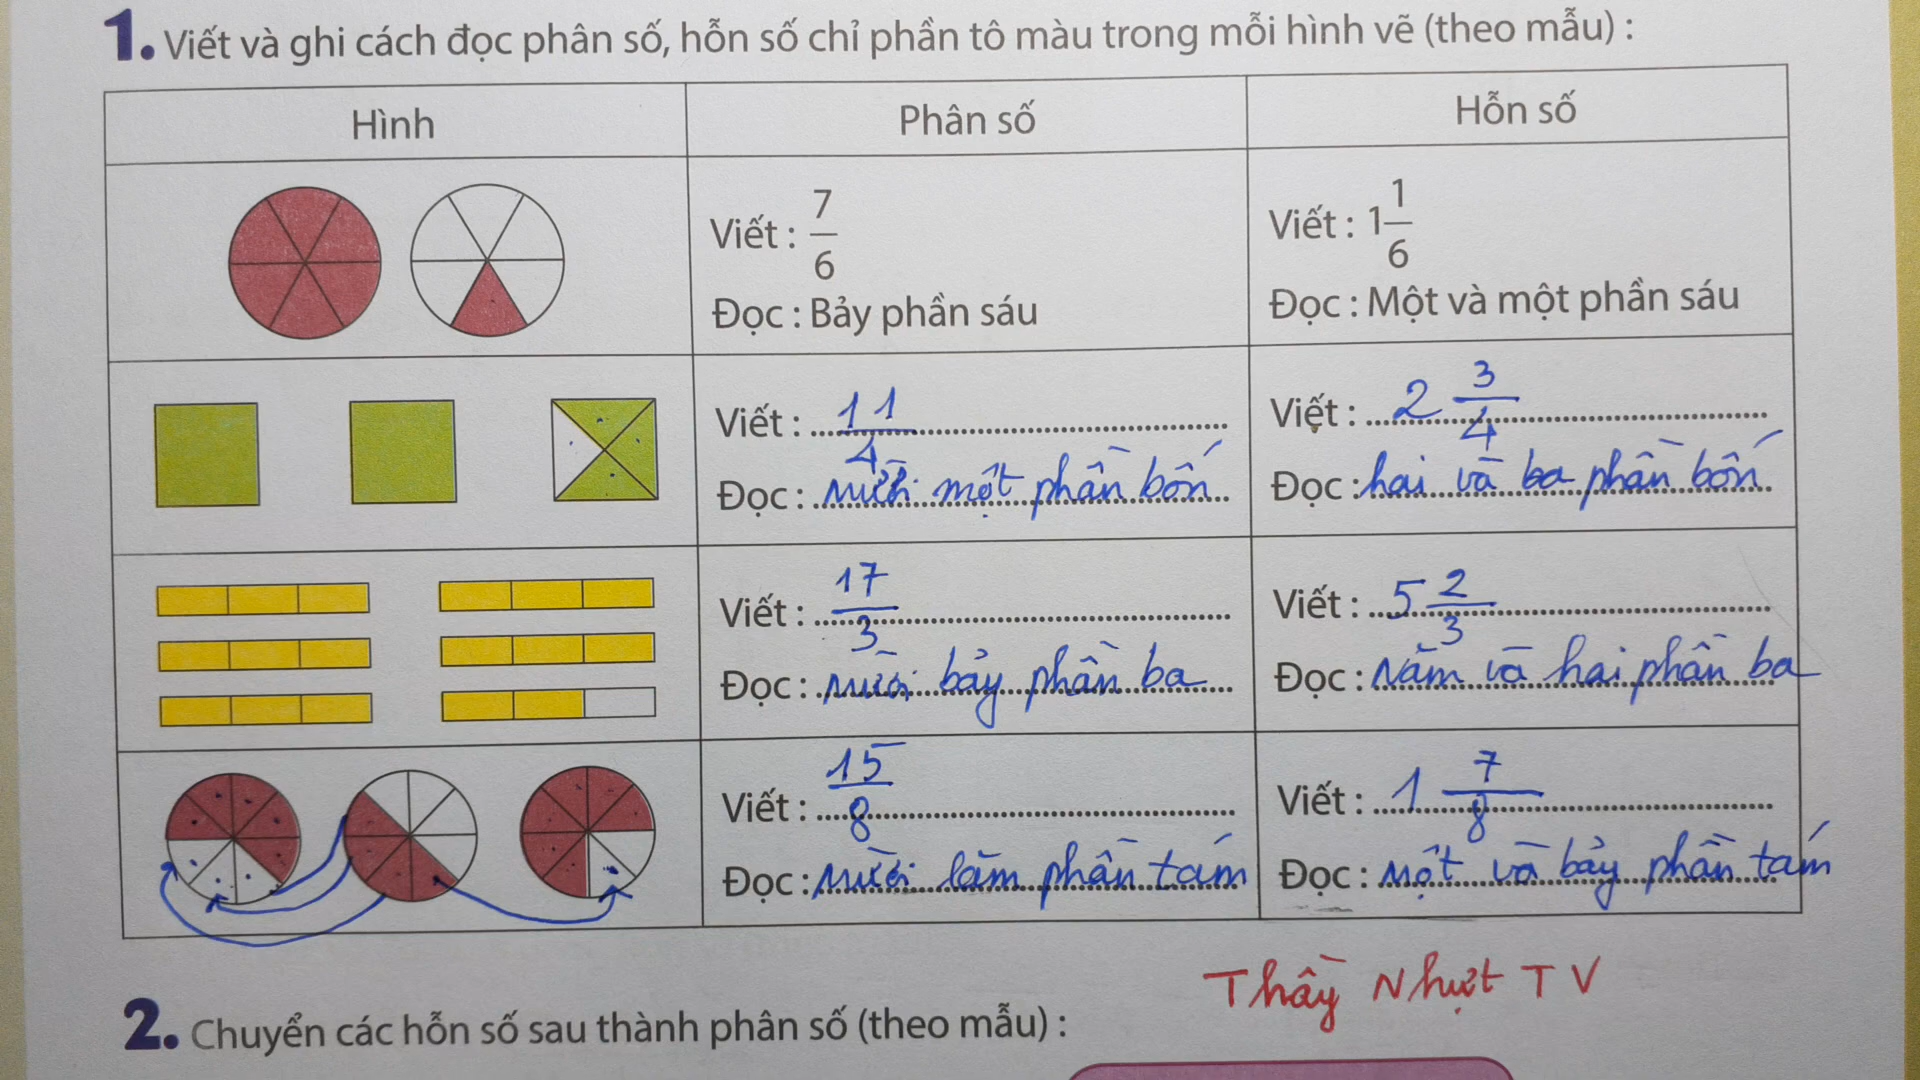 1. Viết và ghi cách đọc phân số, hỗn số chỉ phần tô màu trong mỗi hình vẽ (theo mẫu) :
Hình
Phân số
Hỗn số
Viết : 7/6
Đọc : Bảy phần sáu
Viết : 1 1/6
Đọc : Một và một phần sáu
Viết : 11/4
Đọc : mười một phần bốn
Viết : 2 3/4
Đọc : hai và ba phần bốn
Viết : 17/3
Đọc : mười bảy phần ba
Viết : 5 2/3
Đọc : Năm và hai phần ba
Viết : 15/8
Đọc : mười lăm phần tám
Viết : 1 7/8
Đọc : một và bảy phần tám
Thầy Nhựt TV
2. Chuyển các hỗn số sau thành phân số (theo mẫu) :